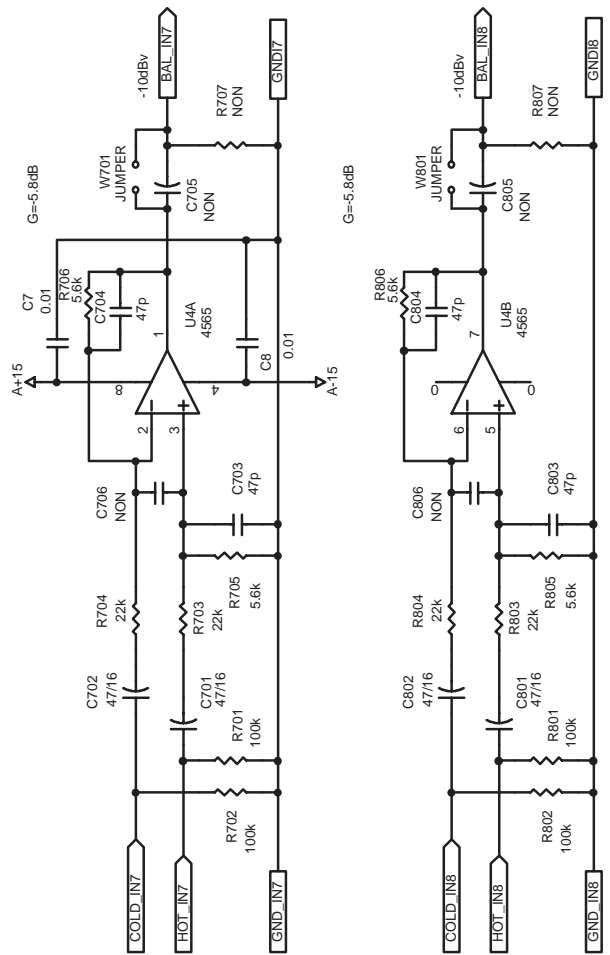 COLD_IN7
HOT_IN7
GND_IN7
R702
100k
R701
100k
C702
47/16
C701
47/16
R704
22k
R703
22k
R705
5.6k
C706
NON
C703
47p
2
3
8
4
1
U4A
4565
A+15
A-15
C7
0.01
R706
5.6k
C704
47p
C8
0.01
G=-5.8dB
W701
JUMPER
C705
NON
R707
NON
-10dBv
BAL_IN7
GNDI7
COLD_IN8
HOT_IN8
GND_IN8
R802
100k
R801
100k
C802
47/16
C801
47/16
R804
22k
R803
22k
R805
5.6k
C806
NON
C803
47p
6
5
0
0
7
U4B
4565
R806
5.6k
C804
47p
G=-5.8dB
W801
JUMPER
C805
NON
R807
NON
-10dBv
BAL_IN8
GNDI8